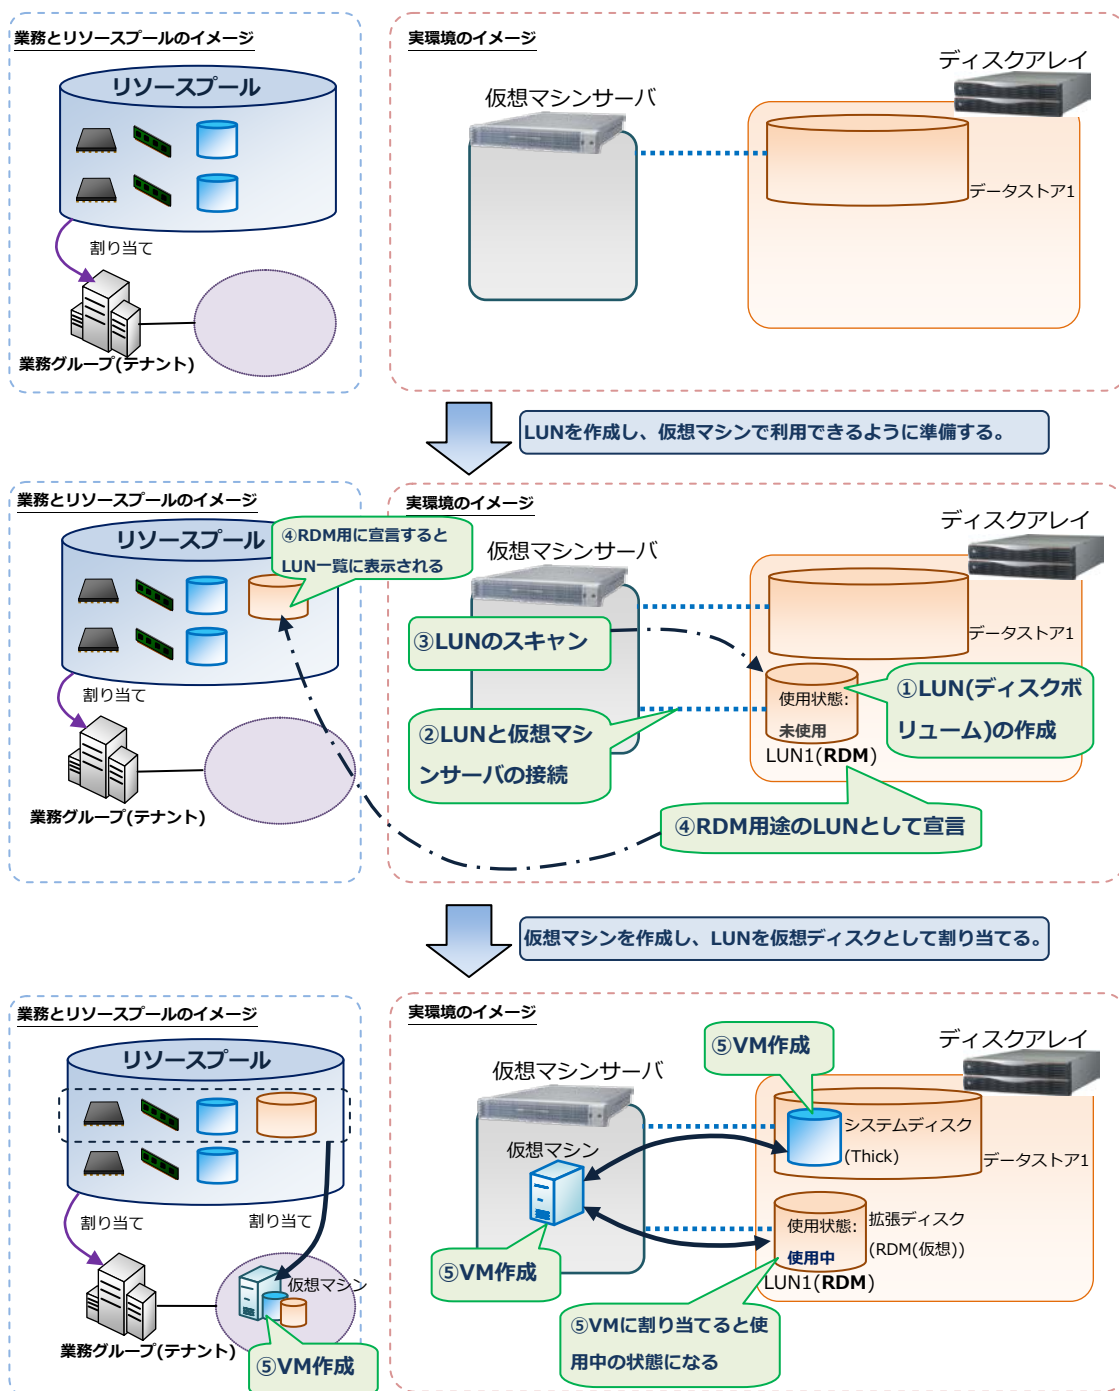 業務とリソースプールのイメージ
リソースプール
割り当て
業務グループ(テナント)
実環境のイメージ
ディスクアレイ
仮想マシンサーバ
データストア1
LUNを作成し、仮想マシンで利用できるように準備する。
業務とリソースプールのイメージ
リソースプール
④RDM用に宣言すると
LUN一覧に表示される
割り当て
業務グループ(テナント)
実環境のイメージ
ディスクアレイ
仮想マシンサーバ
データストア1
③LUNのスキャン
使用状態:
未使用
LUN1(RDM)
①LUN(ディスクボ
リューム)の作成
②LUNと仮想マシ
ンサーバの接続
④RDM用途のLUNとして宣言
仮想マシンを作成し、LUNを仮想ディスクとして割り当てる。
業務とリソースプールのイメージ
リソースプール
割り当て
割り当て
仮想マシン
業務グループ(テナント)
⑤VM作成
実環境のイメージ
⑤VM作成
ディスクアレイ
仮想マシンサーバ
仮想マシン
システムディスク
(Thick)
データストア1
⑤VM作成
使用状態:
使用中
拡張ディスク
(RDM(仮想))
LUN1(RDM)
⑤VMに割り当てると使
用中の状態になる